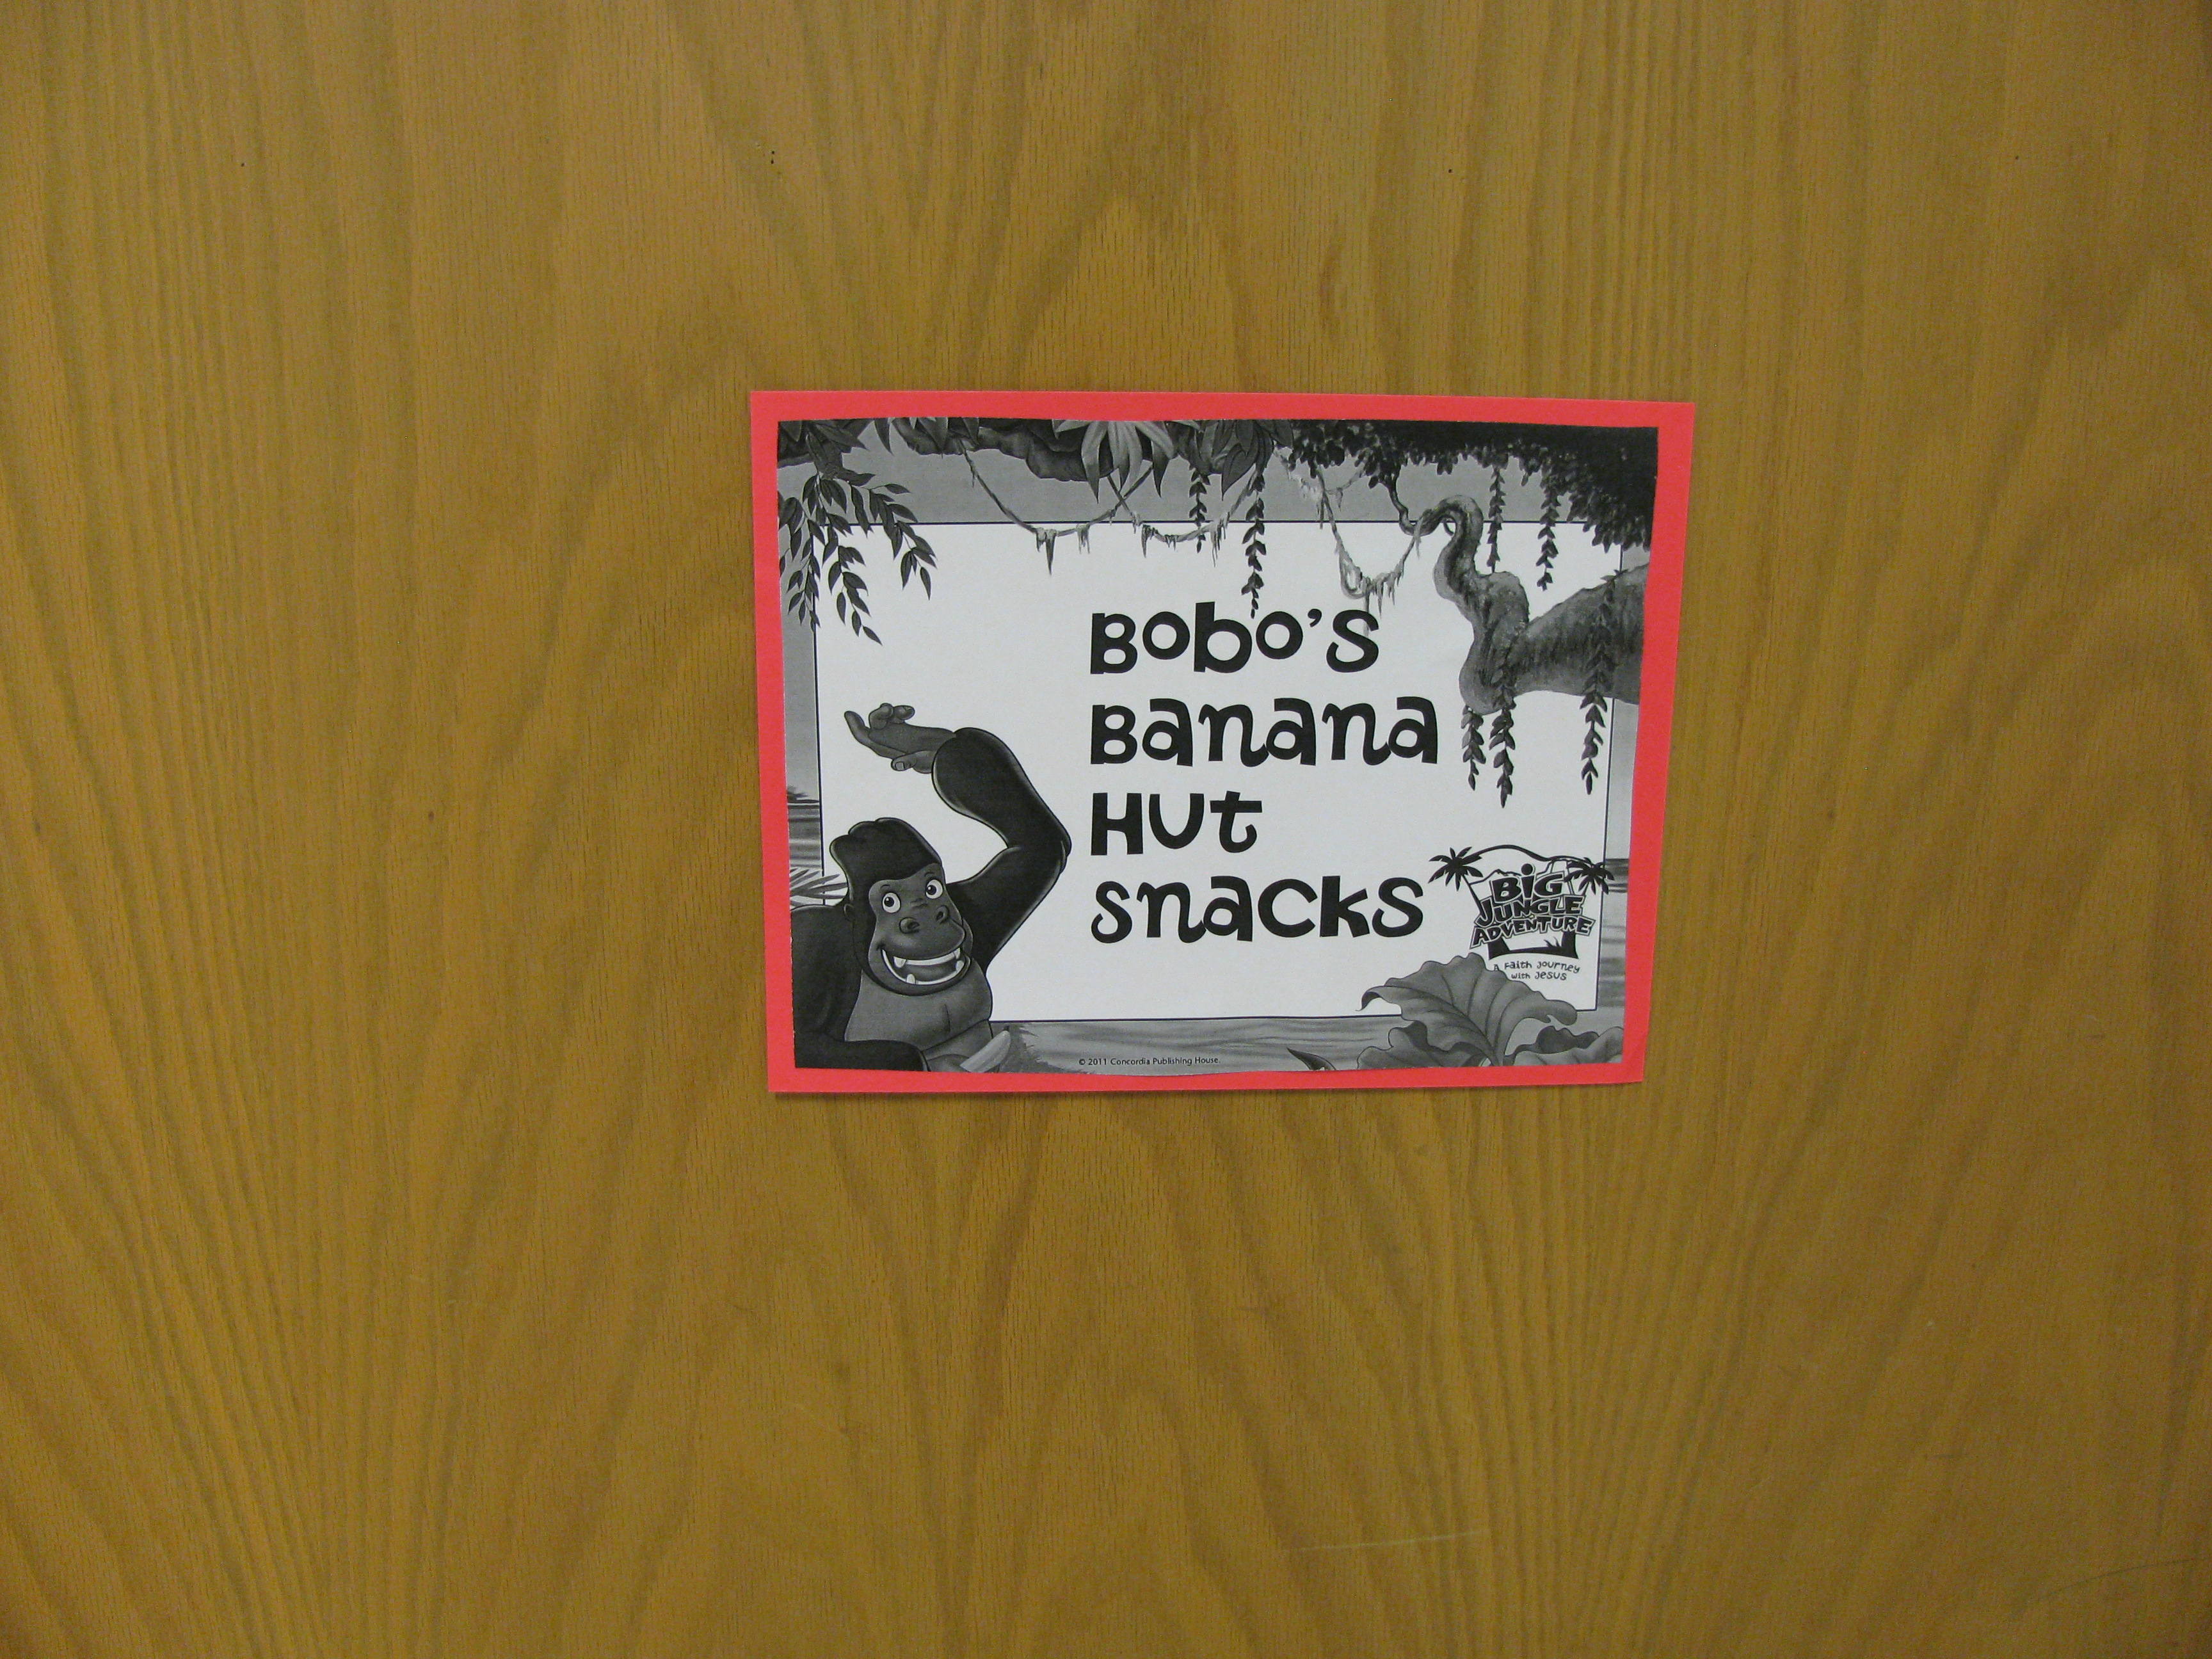 Bobo's
Banana
Hut
Snacks
BiG
JUNGLE
ADVENTURE
A Faith Journey
with Jesus
© 2011 Concordia Publishing House.